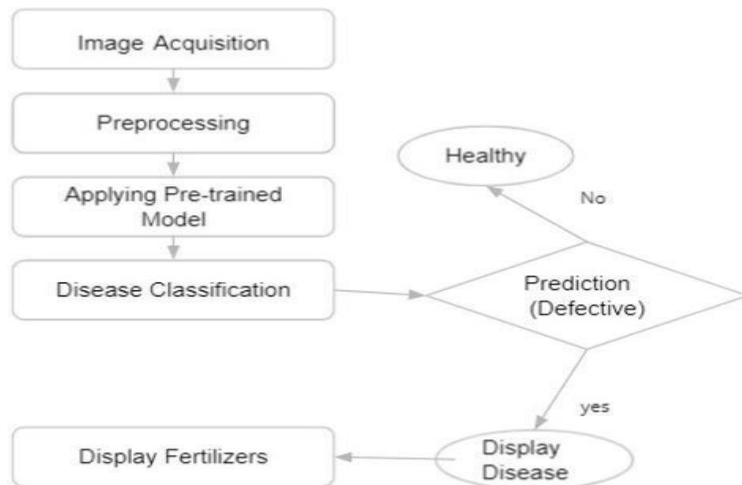 Image Acquisition
Preprocessing
Applying Pre-trained
Model
Disease Classification
Prediction
(Defective)
No
Healthy
yes
Display
Disease
Display Fertilizers